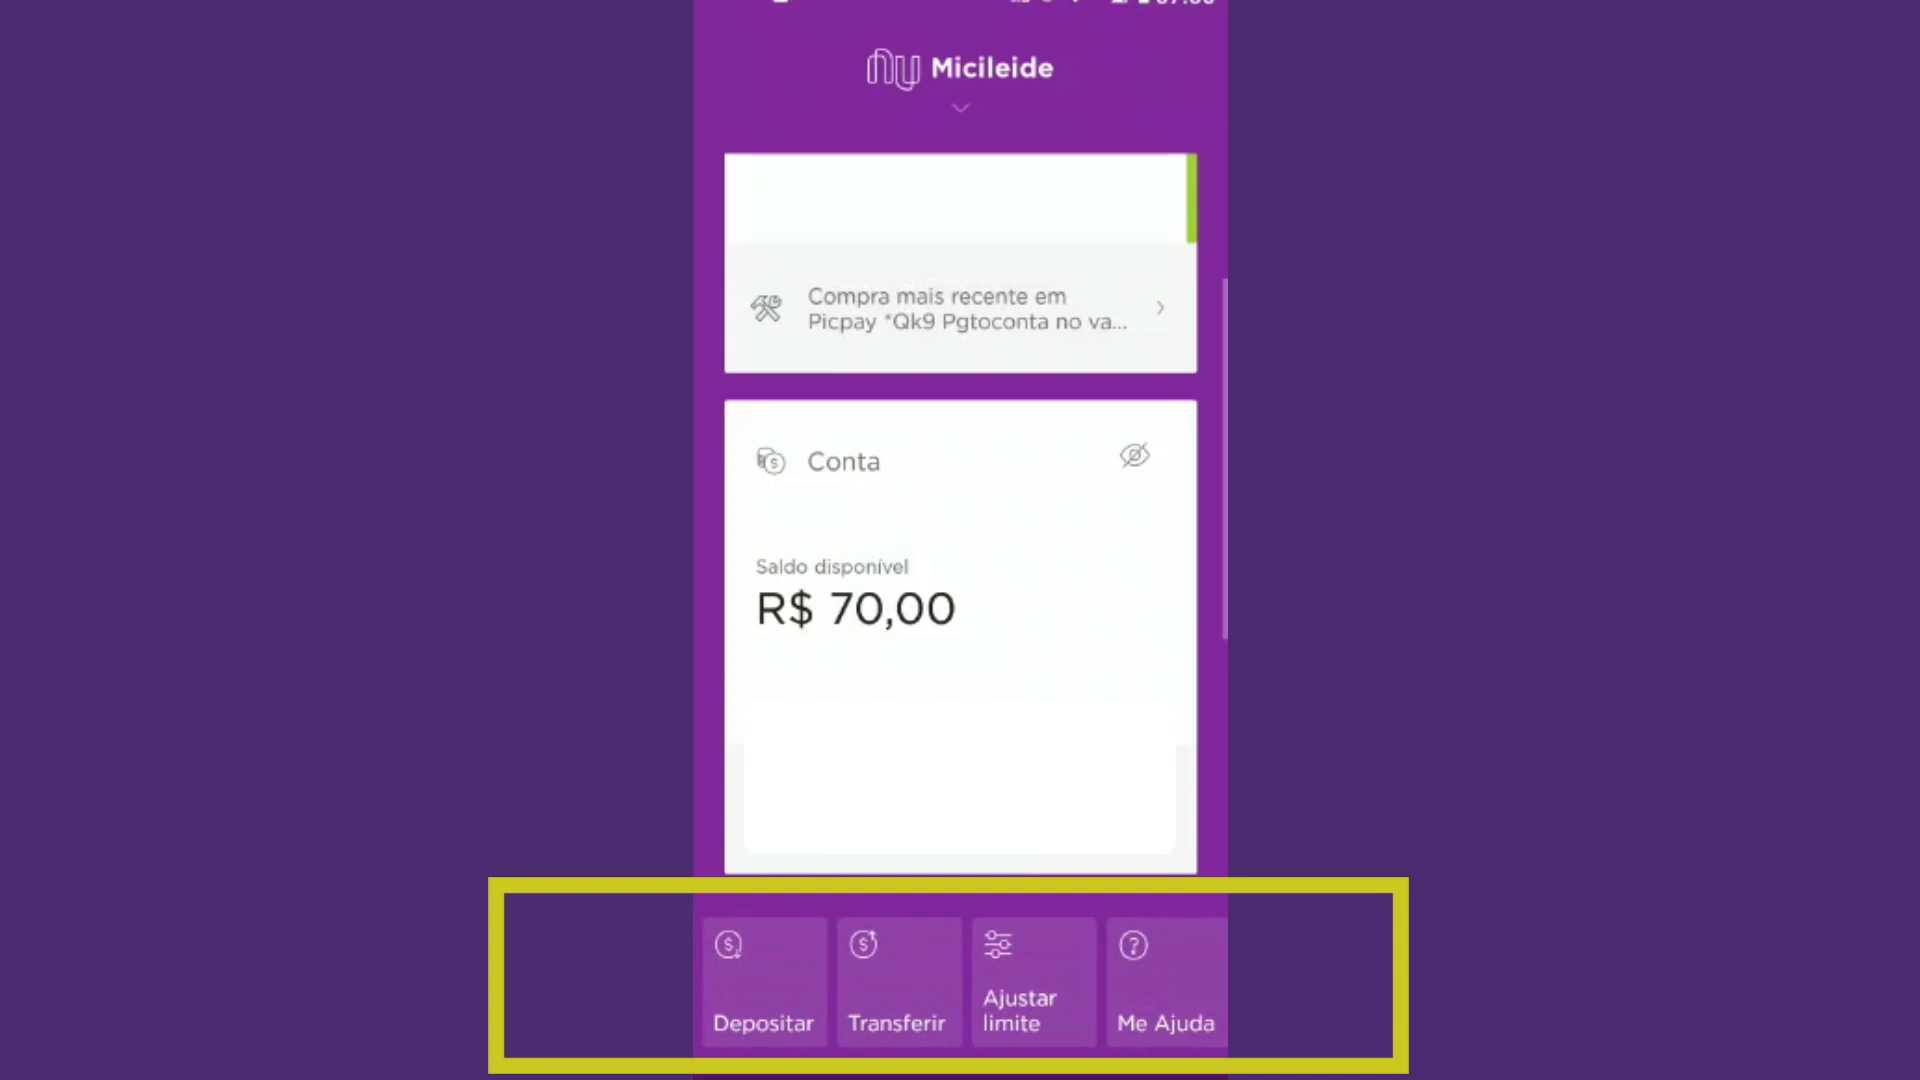 nu Micileide
Compra mais recente em
Picpay *Qk9 Pgtoconta no va...
Conta
Saldo disponível
R$ 70,00
Depositar
Transferir
Ajustar
limite
Me Ajuda